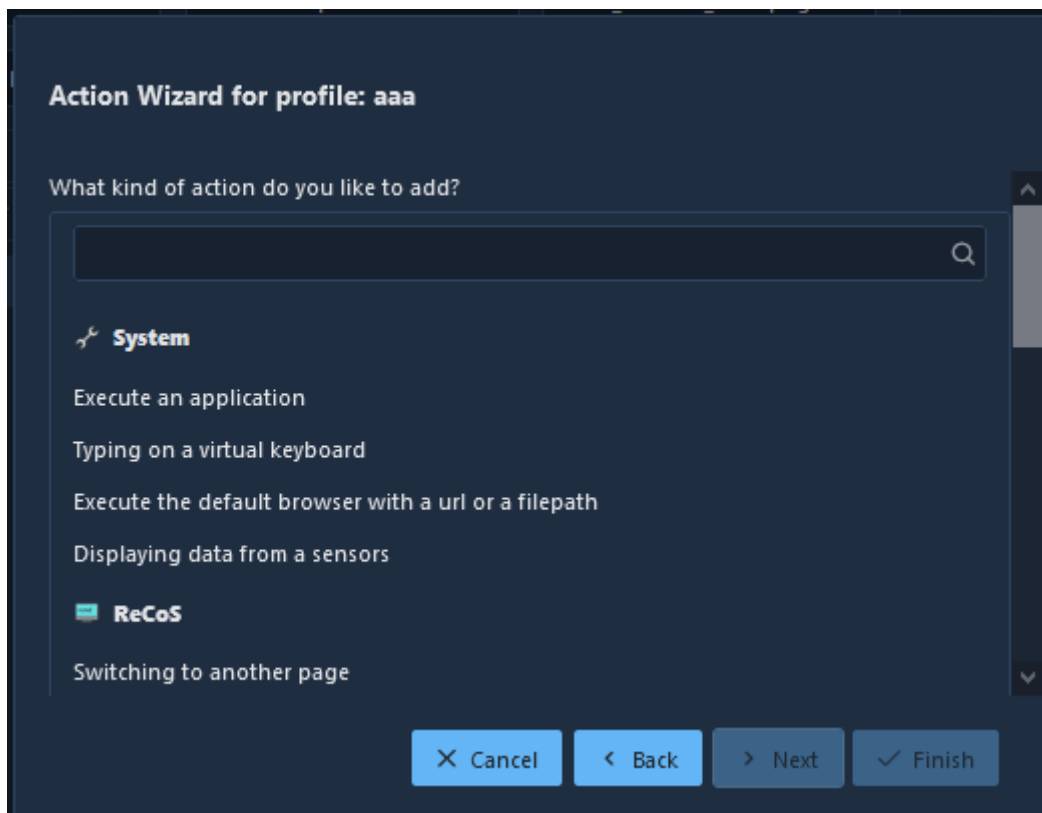 Action Wizard for profile: aaa
What kind of action do you like to add?
System
Execute an application
Typing on a virtual keyboard
Execute the default browser with a url or a filepath
Displaying data from a sensors
ReCoS
Switching to another page
Cancel
Back
Next
Finish